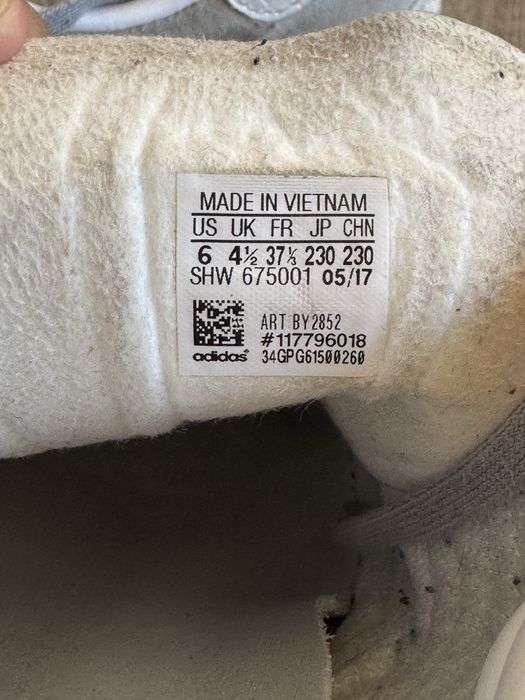 MADE IN VIETNAM
US UK FR JP CHN
6 4½ 37⅓ 230 230
SHW 675001 05/17
ART BY2852
#117796018
adidas 34GPG61500260